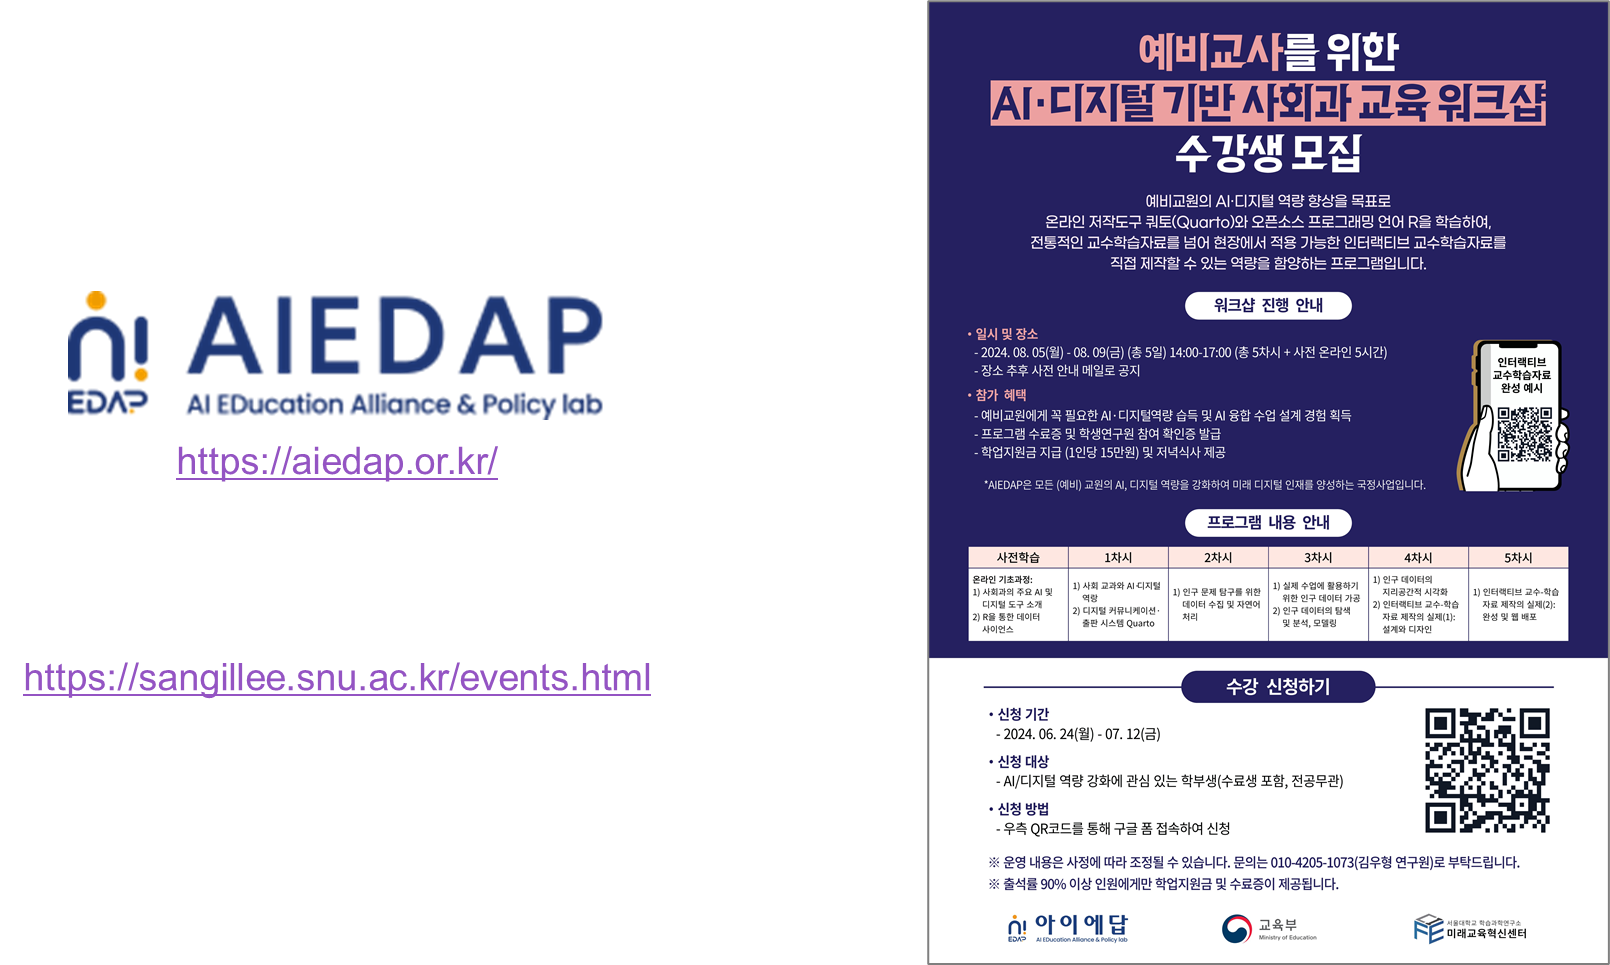 AIEDAP
EDAP
AI EDucation Alliance & Policy lab
https://aiedap.or.kr/
https://sangillee.snu.ac.kr/events.html
예비교사를 위한
AI·디지털 기반 사회과 교육 워크샵
수강생 모집
예비교원의 AI·디지털 역량 향상을 목표로
온라인 저작도구 쿼토(Quarto)와 오픈소스 프로그래밍 언어 R을 학습하여,
전통적인 교수학습자료를 넘어 현장에서 적용 가능한 인터랙티브 교수학습자료를
직접 제작할 수 있는 역량을 함양하는 프로그램입니다.
워크샵 진행 안내
• 일시 및 장소
- 2024. 08. 05(월) - 08. 09(금) (총 5일) 14:00-17:00 (총 5차시 + 사전 온라인 5시간)
- 장소 추후 사전 안내 메일로 공지
• 참가 혜택
- 예비교원에게 꼭 필요한 AI·디지털역량 습득 및 AI 융합 수업 설계 경험 획득
- 프로그램 수료증 및 학생연구원 참여 확인증 발급
- 학업지원금 지급 (1인당 15만원) 및 저녁식사 제공
인터랙티브
교수학습자료
완성 예시
*AIEDAP은 모든 (예비) 교원의 AI, 디지털 역량을 강화하여 미래 디지털 인재를 양성하는 국정사업입니다.
프로그램 내용 안내
사전학습
온라인 기초과정:
1) 사회과의 주요 AI 및
디지털 도구 소개
2) R을 통한 데이터
사이언스
1차시
1) 사회 교과와 AI·디지털
역량
2) 디지털 커뮤니케이션·
출판 시스템 Quarto
2차시
1) 인구 문제 탐구를 위한
데이터 수집 및 자연어
처리
3차시
1) 실제 수업에 활용하기
위한 인구 데이터 가공
2) 인구 데이터의 탐색
및 분석, 모델링
4차시
1) 인구 데이터의
지리공간적 시각화
2) 인터랙티브 교수-학습
자료 제작의 실제(1):
설계와 디자인
5차시
1) 인터랙티브 교수-학습
자료 제작의 실제(2):
완성 및 웹 배포
수강 신청하기
• 신청 기간
- 2024. 06. 24(월) - 07. 12(금)
• 신청 대상
- AI/디지털 역량 강화에 관심 있는 학부생(수료생 포함, 전공무관)
• 신청 방법
- 우측 QR코드를 통해 구글 폼 접속하여 신청
※ 운영 내용은 사정에 따라 조정될 수 있습니다. 문의는 010-4205-1073(김우형 연구원)로 부탁드립니다.
※ 출석률 90% 이상 인원에게만 학업지원금 및 수료증이 제공됩니다.
EDAP
아이에답
AI EDucation Alliance & Policy lab
교육부
Ministry of Education
서울대학교 학습과학연구소
미래교육혁신센터